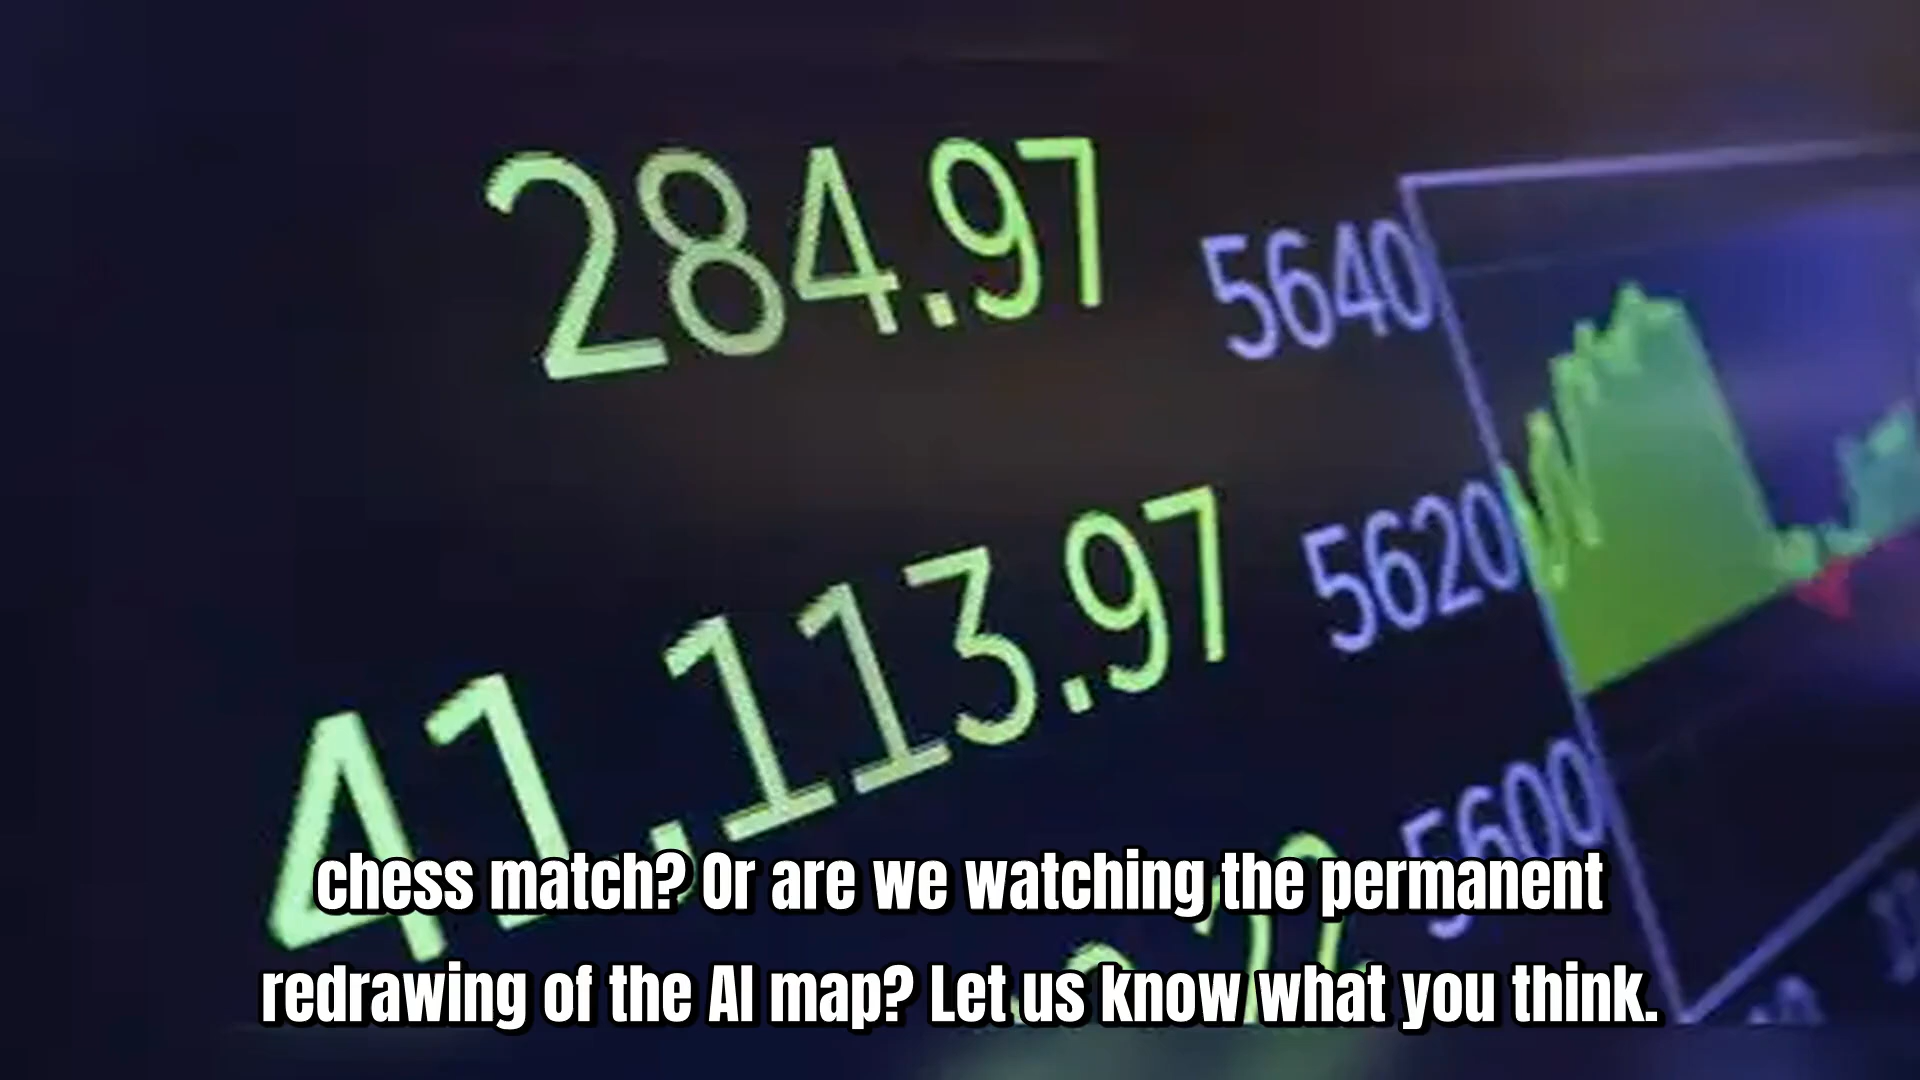 284.97
5640
41,113.97
5620
5600
chess match? Or are we watching the permanent
redrawing of the AI map? Let us know what you think.